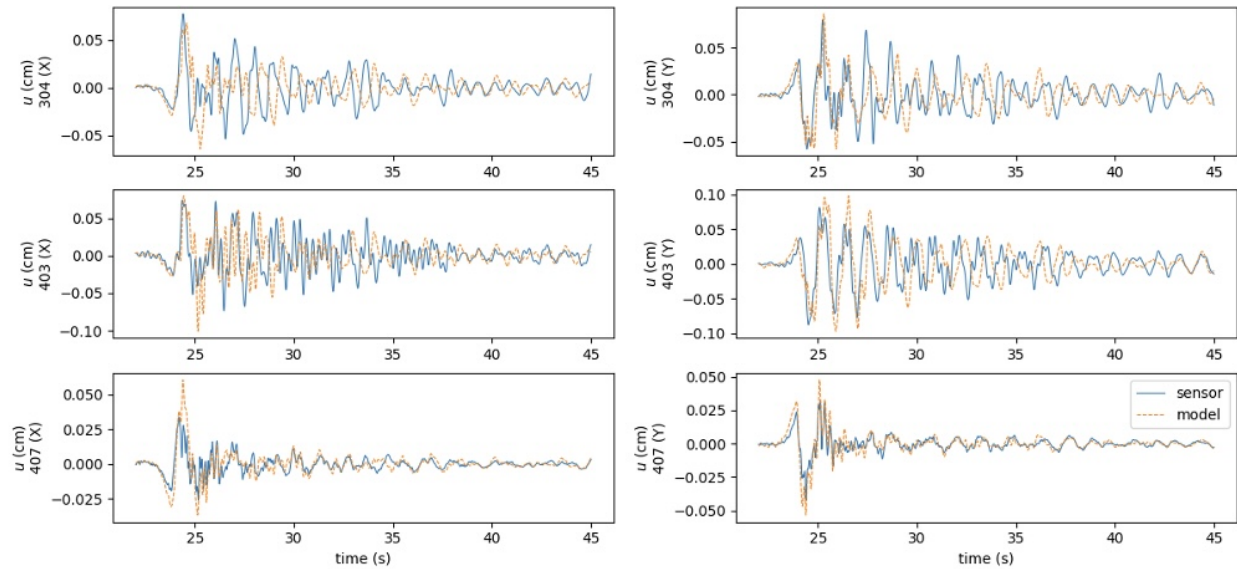 u (cm)
304 (X)
0.05
0.00
−0.05
25 30 35 40 45
u (cm)
304 (Y)
0.05
0.00
−0.05
25 30 35 40 45
u (cm)
403 (X)
0.05
0.00
−0.05
−0.10
25 30 35 40 45
u (cm)
403 (Y)
0.10
0.05
0.00
−0.05
−0.10
25 30 35 40 45
u (cm)
407 (X)
0.050
0.025
0.000
−0.025
25 30 35 40 45
time (s)
u (cm)
407 (Y)
0.050
0.025
0.000
−0.025
−0.050
sensor
model
25 30 35 40 45
time (s)